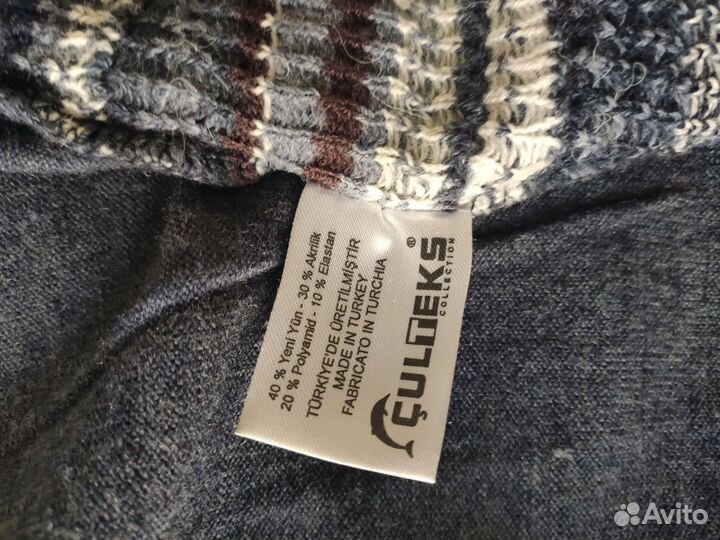 40 % Yeni Yün - 30 % Akrilik
20 % Polyamid - 10 % Elastan
TÜRKİYE'DE ÜRETİLMİŞTİR
MADE IN TURKEY
FABRICATO IN TURCHIA
ÇULTEKS®
COLLECTION
Avito